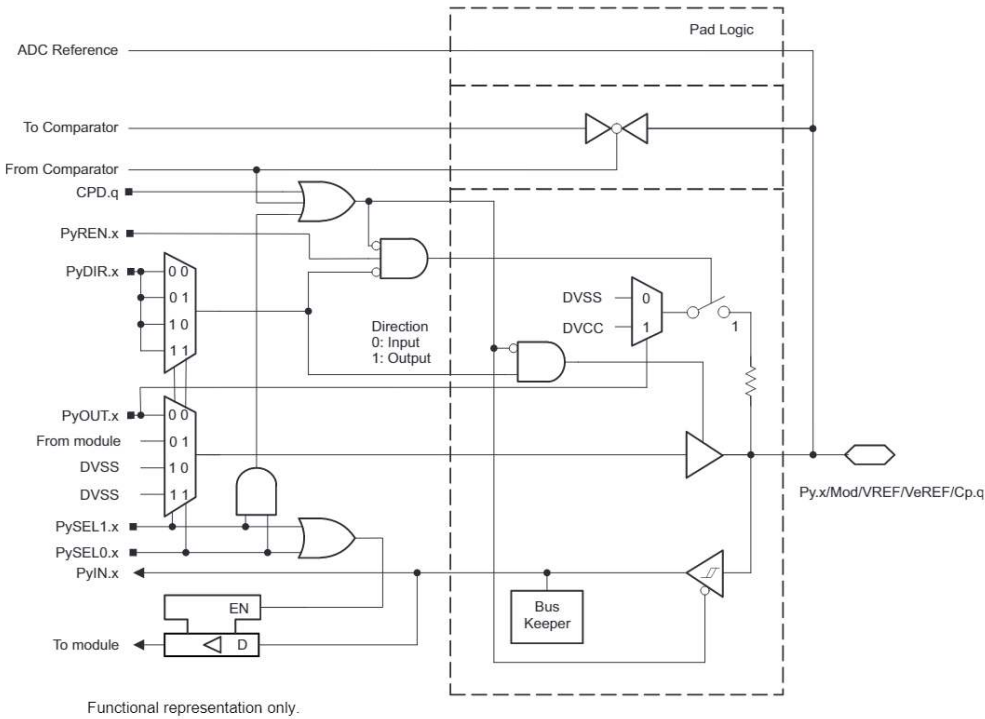 Pad Logic
ADC Reference
To Comparator
From Comparator
CPD.q
PyREN.x
PyDIR.x
0 0
0 1
1 0
1 1
Direction
0: Input
1: Output
DVSS
0
DVCC
1
1
PyOUT.x
0 0
From module
0 1
DVSS
1 0
DVSS
1 1
Py.x/Mod/VREF/VeREF/Cp.q
PySEL1.x
PySEL0.x
PyIN.x
Bus
Keeper
EN
To module
D
Functional representation only.